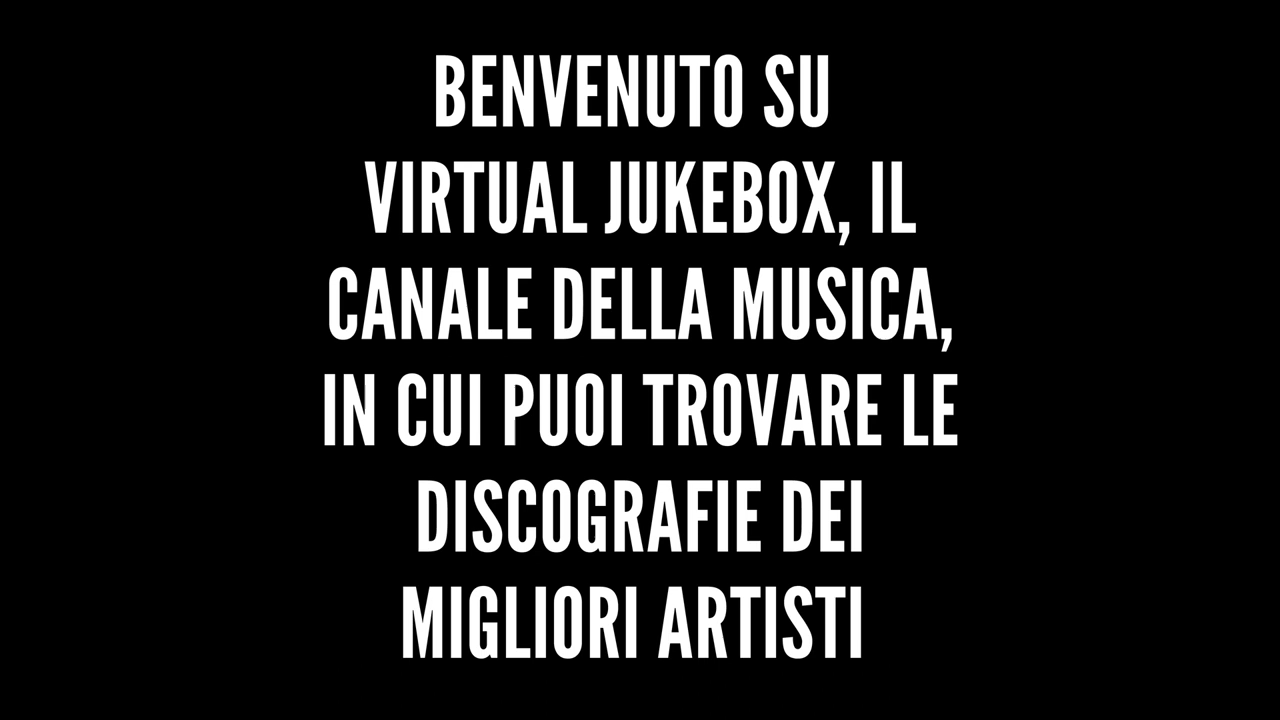 BENVENUTO SU
VIRTUAL JUKEBOX, IL
CANALE DELLA MUSICA,
IN CUI PUOI TROVARE LE
DISCOGRAFIE DEI
MIGLIORI ARTISTI